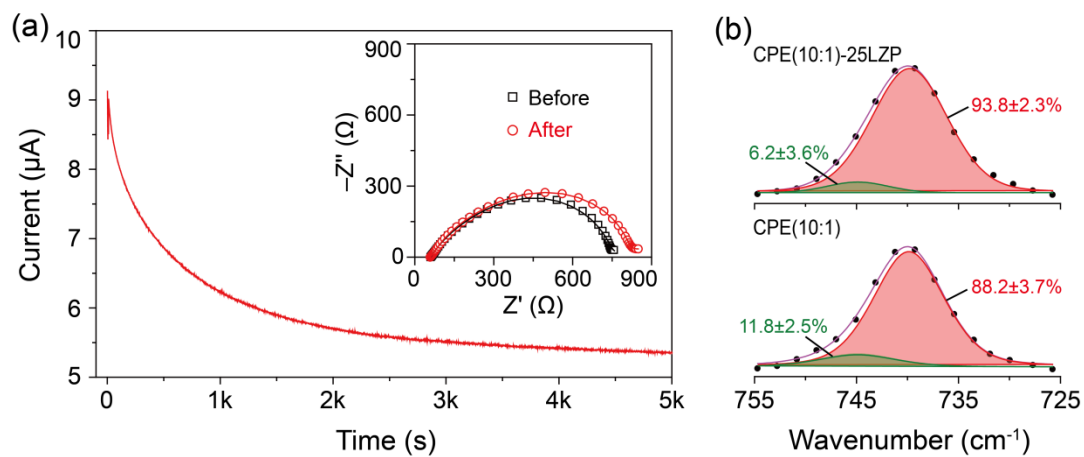 (a)
10
9
8
7
6
5
Current (μA)
0
1k
2k
3k
4k
5k
Time (s)
900
600
300
0
−Z" (Ω)
Before
After
0
300
600
900
Z' (Ω)
(b)
CPE(10:1)-25LZP
93.8±2.3%
6.2±3.6%
CPE(10:1)
88.2±3.7%
11.8±2.5%
755
745
735
725
Wavenumber (cm⁻¹)